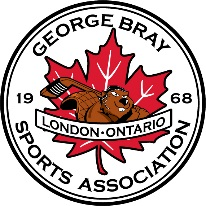 GEORGE BRAY
19 68
LONDON·ONTARIO
SPORTS ASSOCIATION